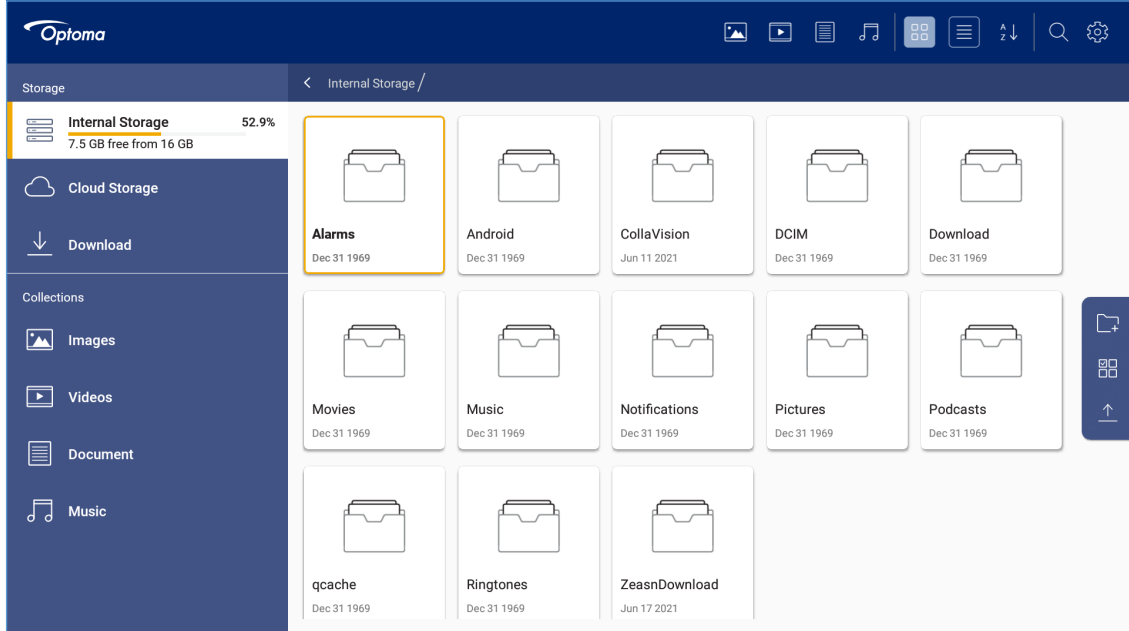 Optoma
A
Z
Storage
Internal Storage /
Internal Storage 52.9%
7.5 GB free from 16 GB
Cloud Storage
Download
Collections
Images
Videos
Document
Music
Alarms
Dec 31 1969
Android
Dec 31 1969
CollaVision
Jun 11 2021
DCIM
Dec 31 1969
Download
Dec 31 1969
Movies
Dec 31 1969
Music
Dec 31 1969
Notifications
Dec 31 1969
Pictures
Dec 31 1969
Podcasts
Dec 31 1969
qcache
Dec 31 1969
Ringtones
Dec 31 1969
ZeasnDownload
Jun 17 2021